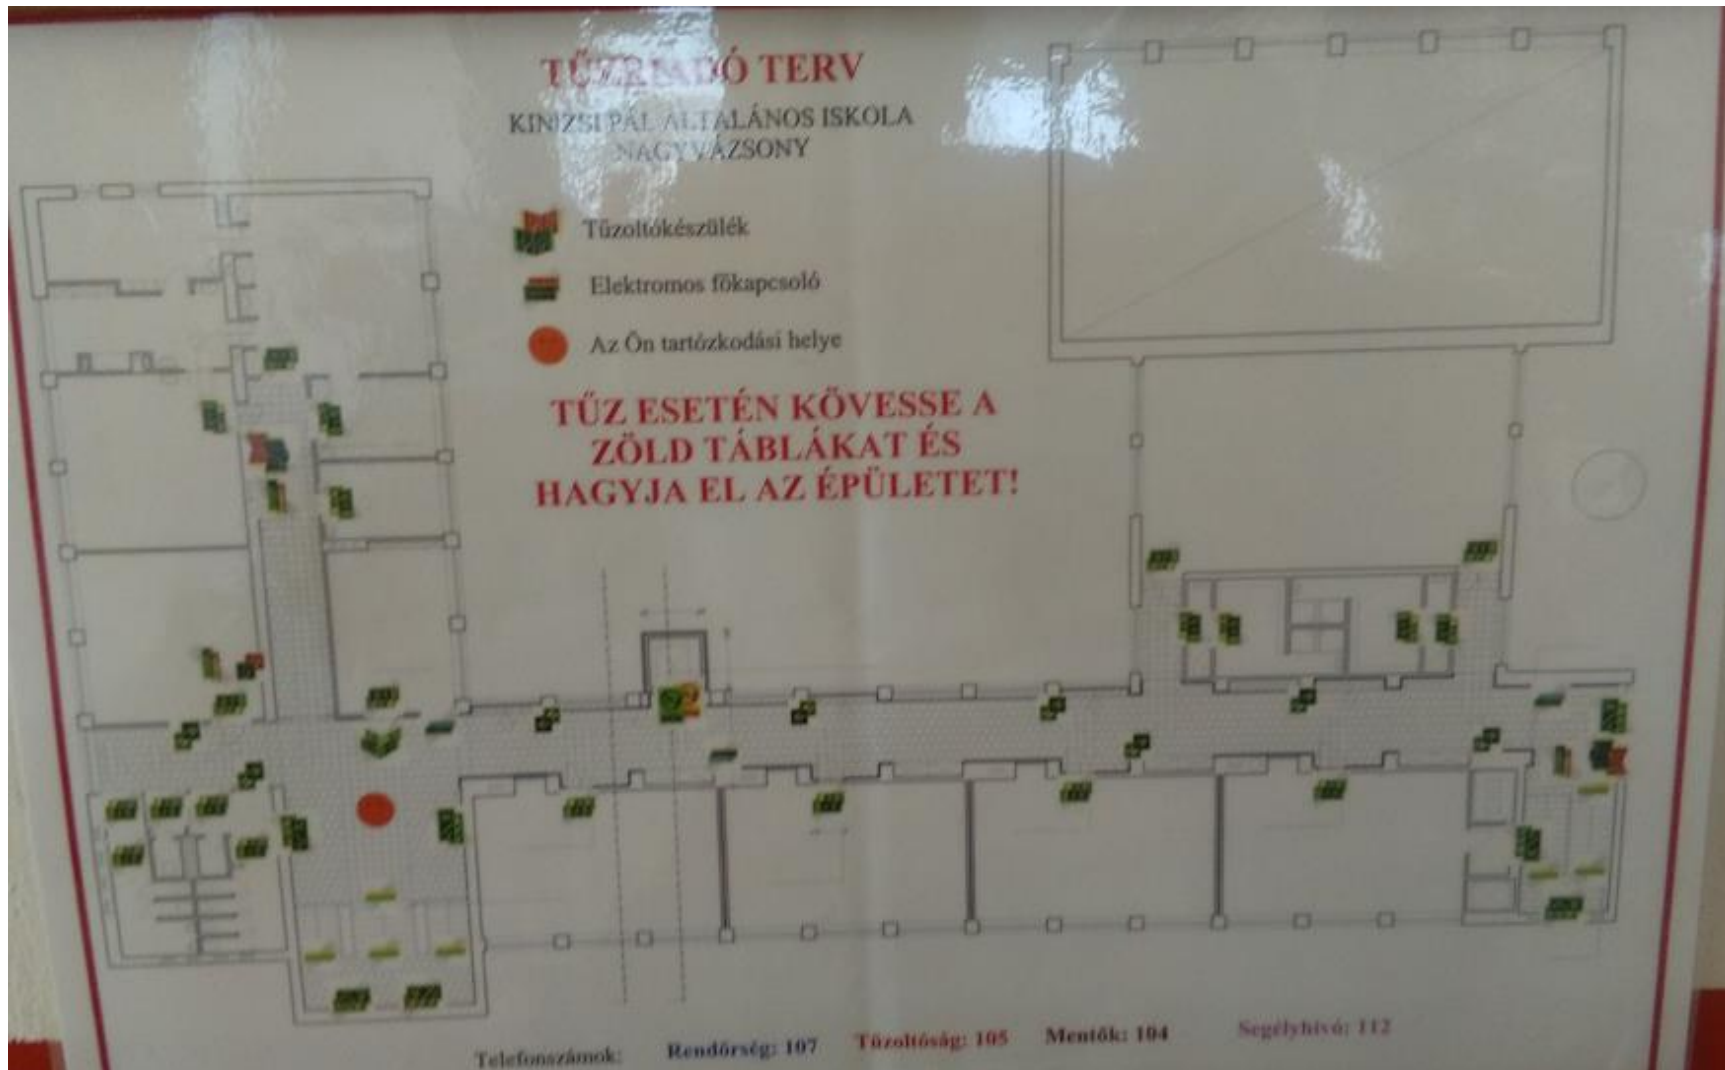 TŰZRIADÓ TERV
KINIZSI PÁL ÁLTALÁNOS ISKOLA
NAGYVÁZSONY
Tűzoltókészülék
Elektromos főkapcsoló
Az Ön tartózkodási helye
TŰZ ESETÉN KÖVESSE A
ZÖLD TÁBLÁKAT ÉS
HAGYJA EL AZ ÉPÜLETET!
Telefonszámok: Rendőrség: 107 Tűzoltóság: 105 Mentők: 104 Segélyhívó: 112